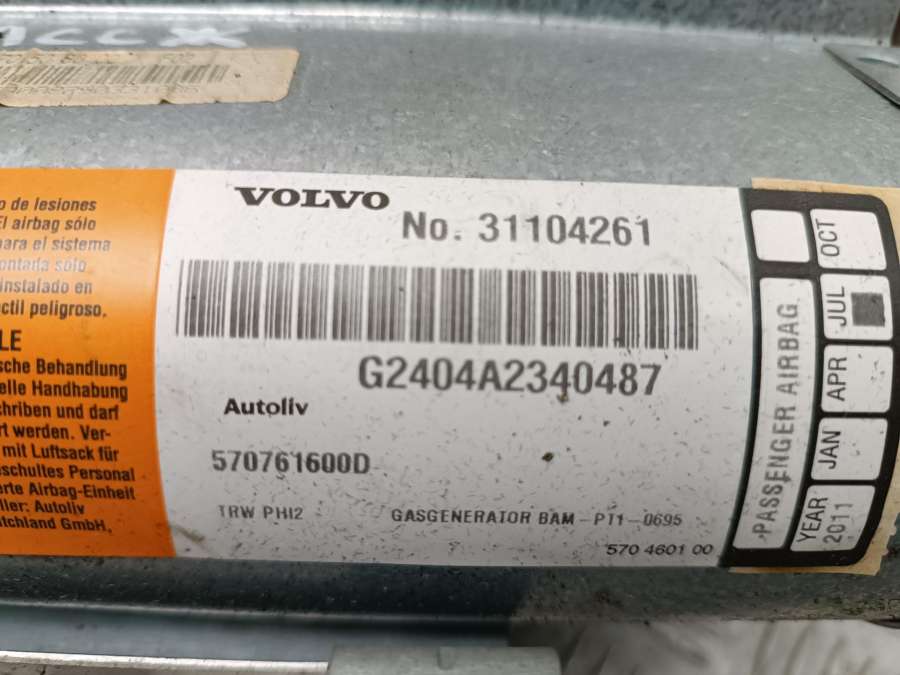 o de lesiones
El airbag sólo
para el sistema
ontada sólo
instalado en
ctil peligroso.
LE
sche Behandlung
elle Handhabung
chrieben und darf
rt werden. Ver-
mit Luftsack für
eschultes Personal
erte Airbag-Einheit
ller: Autoliv
utchland GmbH.
VOLVO
No. 31104261
G2404A2340487
Autoliv
570761600D
TRW PHI2 GASGENERATOR BAM-PT1-0695
570 4601 00
PASSENGER AIRBAG
OCT
JUL
APR
JAN
YEAR
2011